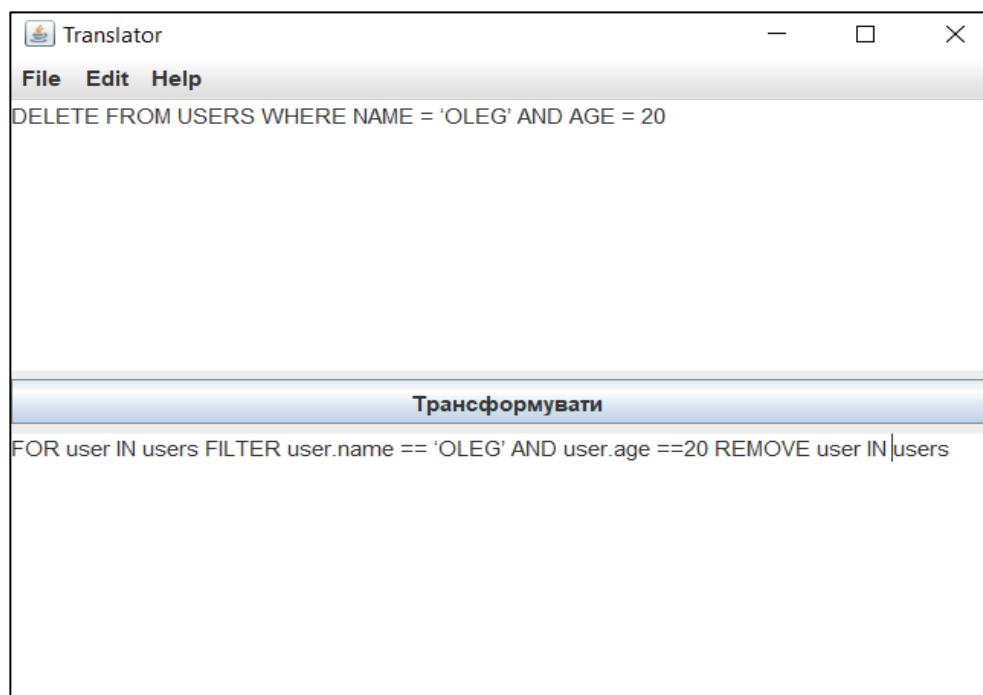 Translator
File Edit Help
DELETE FROM USERS WHERE NAME = ‘OLEG’ AND AGE = 20
Трансформувати
FOR user IN users FILTER user.name == ‘OLEG’ AND user.age ==20 REMOVE user IN users